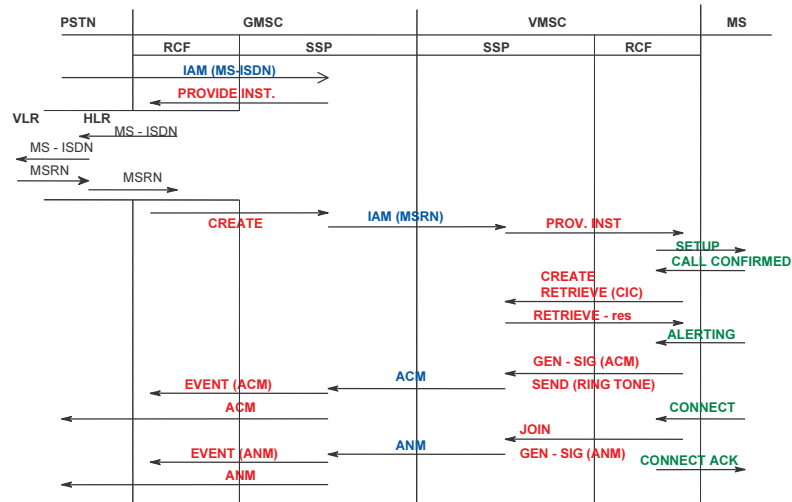 PSTN GMSC VMSC MS
RCF SSP SSP RCF
IAM (MS-ISDN)
PROVIDE INST.
VLR HLR
MS - ISDN
MS - ISDN
MSRN
MSRN
CREATE
IAM (MSRN)
PROV. INST
SETUP
CALL CONFIRMED
CREATE
RETRIEVE (CIC)
RETRIEVE - res
ALERTING
GEN - SIG (ACM)
ACM
EVENT (ACM)
SEND (RING TONE)
ACM
CONNECT
JOIN
ANM
EVENT (ANM)
GEN - SIG (ANM)
CONNECT ACK
ANM